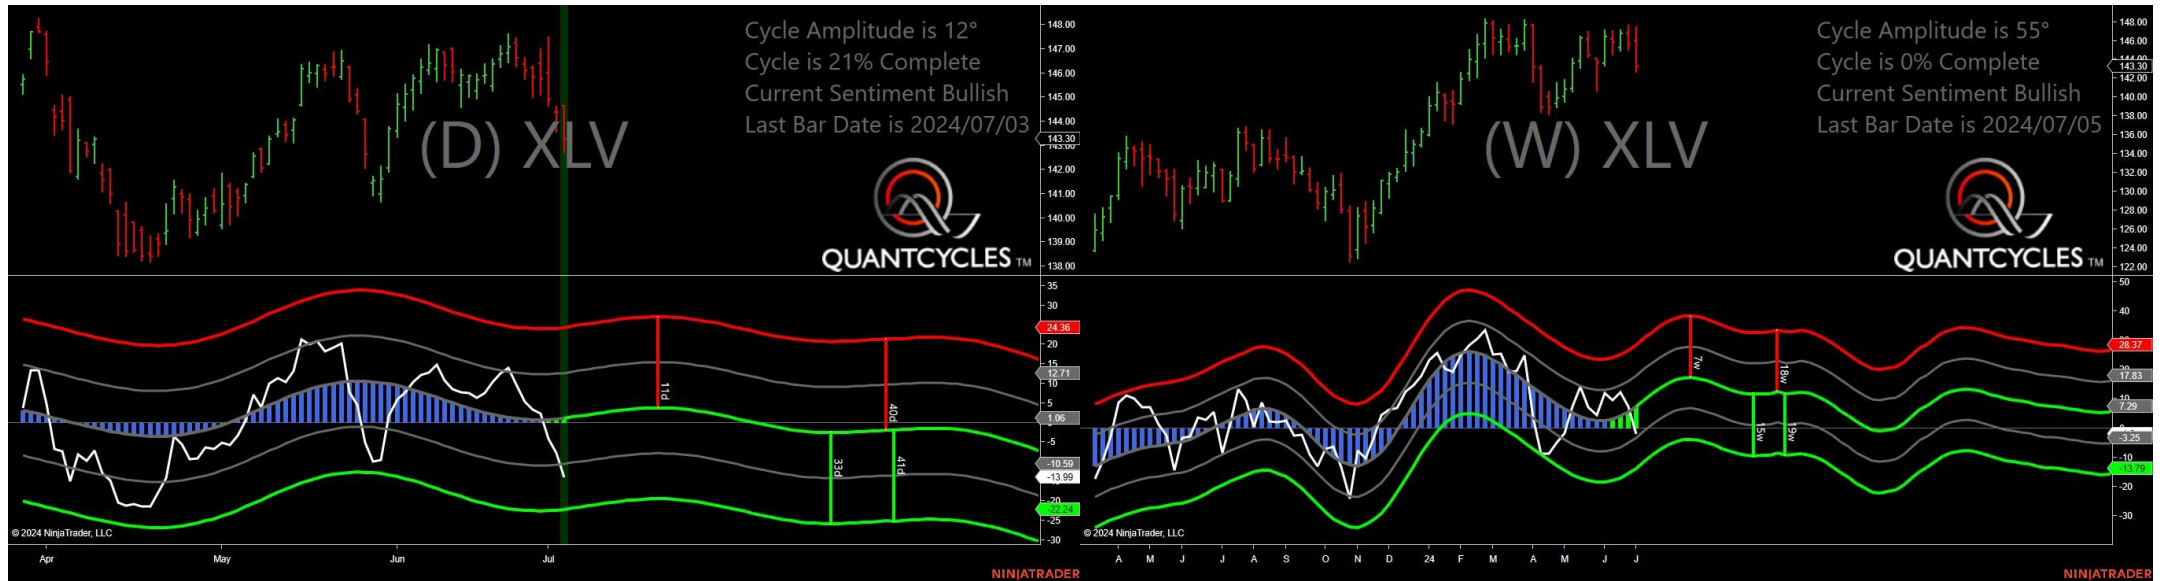 Cycle Amplitude is 12°
Cycle is 21% Complete
Current Sentiment Bullish
Last Bar Date is 2024/07/03
(D) XLV
QUANTCYCLES TM
148.00
147.00
146.00
145.00
144.00
143.30
143.00
142.00
141.00
140.00
139.00
138.00
35
30
24.36
20
15
12.71
10
5
1.06
-5
-10.59
-13.99
-20
-22.24
-25
-30
11d
40d
33d
41d
© 2024 NinjaTrader, LLC
Apr May Jun Jul
NINJATRADER
Cycle Amplitude is 55°
Cycle is 0% Complete
Current Sentiment Bullish
Last Bar Date is 2024/07/05
(W) XLV
QUANTCYCLES TM
148.00
146.00
143.30
142.00
140.00
138.00
136.00
134.00
132.00
130.00
128.00
126.00
124.00
122.00
50
40
28.37
17.83
10
7.29
-3.25
-10
-13.79
-20
-30
7w
18w
15w
19w
© 2024 NinjaTrader, LLC
A M J J A S O N D 24 F M A M J J
NINJATRADER